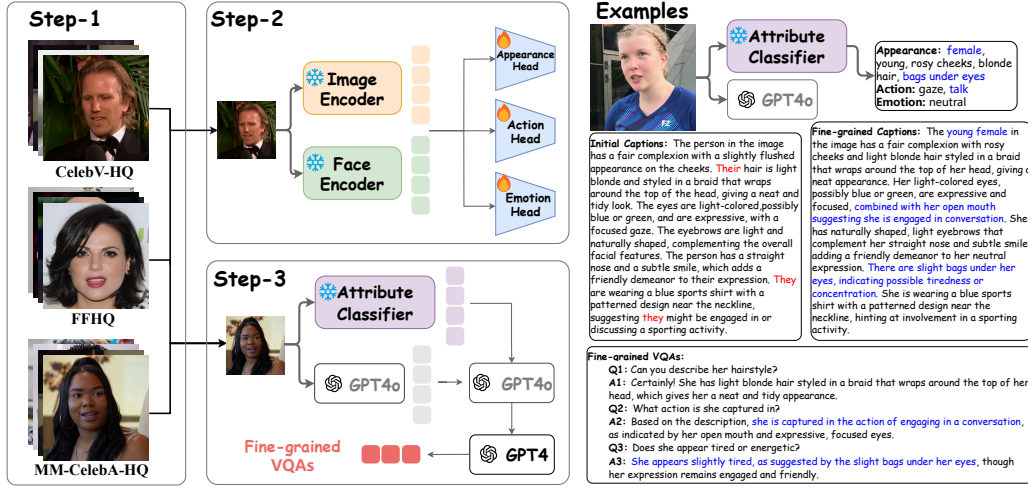 Step-1
CelebV-HQ
FFHQ
MM-CelebA-HQ
Step-2
Image
Encoder
Face
Encoder
Appearance
Head
Action
Head
Emotion
Head
Step-3
Attribute
Classifier
GPT4o
GPT4o
GPT4
Fine-grained
VQAs
Examples
FZ
Attribute
Classifier
GPT4o
Appearance: female,
young, rosy cheeks, blonde
hair, bags under eyes
Action: gaze, talk
Emotion: neutral
Initial Captions: The person in the image
has a fair complexion with a slightly flushed
appearance on the cheeks. Their hair is light
blonde and styled in a braid that wraps
around the top of the head, giving a neat and
tidy look. The eyes are light-colored,possibly
blue or green, and are expressive, with a
focused gaze. The eyebrows are light and
naturally shaped, complementing the overall
facial features. The person has a straight
nose and a subtle smile, which adds a
friendly demeanor to their expression. They
are wearing a blue sports shirt with a
patterned design near the neckline,
suggesting they might be engaged in or
discussing a sporting activity.
Fine-grained Captions: The young female in
the image has a fair complexion with rosy
cheeks and light blonde hair styled in a braid
that wraps around the top of her head, giving a
neat appearance. Her light-colored eyes,
possibly blue or green, are expressive and
focused, combined with her open mouth
suggesting she is engaged in conversation. She
has naturally shaped, light eyebrows that
complement her straight nose and subtle smile
adding a friendly demeanor to her neutral
expression. There are slight bags under her
eyes, indicating possible tiredness or
concentration. She is wearing a blue sports
shirt with a patterned design near the
neckline, hinting at involvement in a sporting
activity.
Fine-grained VQAs:
Q1: Can you describe her hairstyle?
A1: Certainly! She has light blonde hair styled in a braid that wraps around the top of her
head, which gives her a neat and tidy appearance.
Q2: What action is she captured in?
A2: Based on the description, she is captured in the action of engaging in a conversation,
as indicated by her open mouth and expressive, focused eyes.
Q3: Does she appear tired or energetic?
A3: She appears slightly tired, as suggested by the slight bags under her eyes, though
her expression remains engaged and friendly.